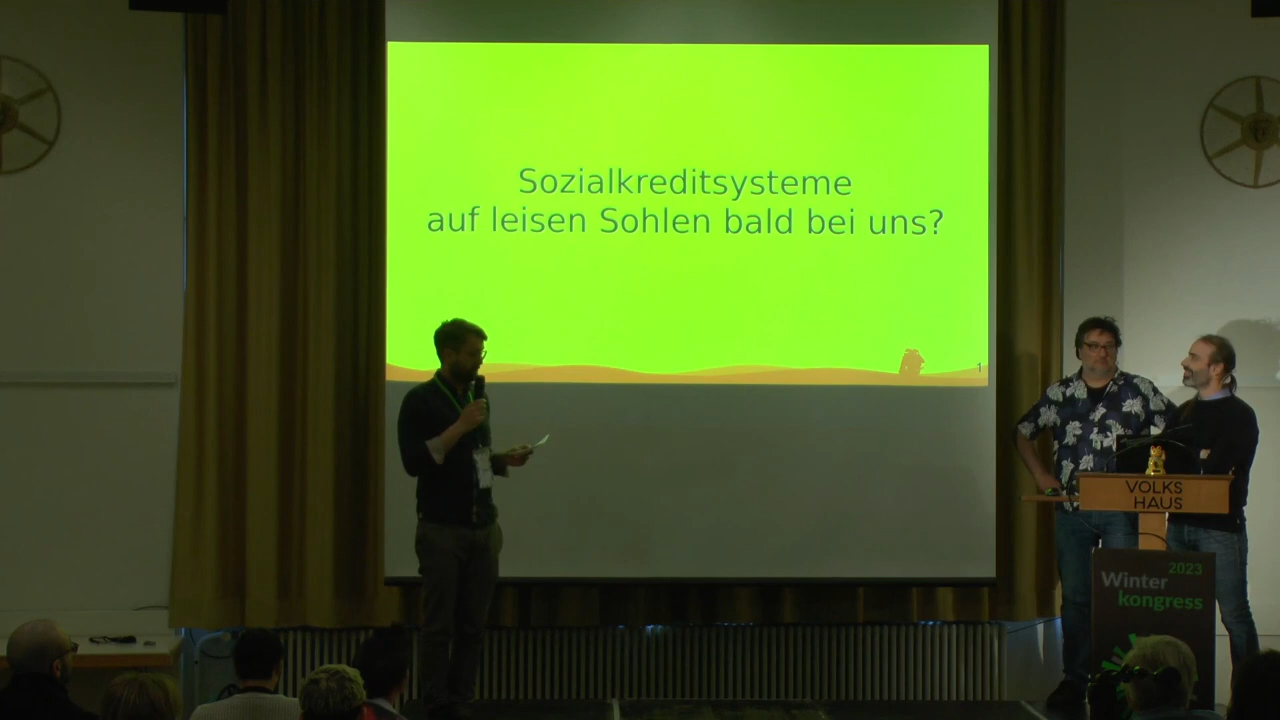 Sozialkreditsysteme
auf leisen Sohlen bald bei uns?
1
VOLKS
HAUS
2023
Winter
kongress